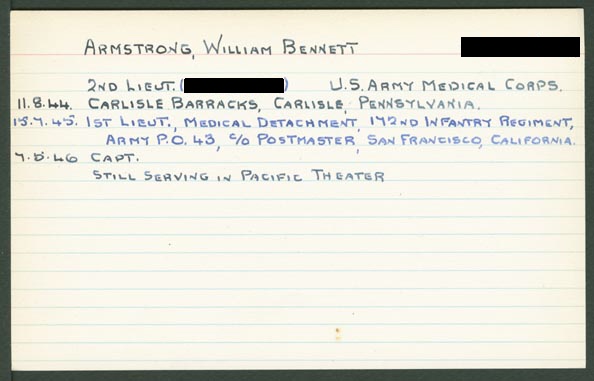 ARMSTRONG, WILLIAM BENNETT
2ND LIEUT. ( ) U.S. ARMY MEDICAL CORPS.
11.8.44. CARLISLE BARRACKS, CARLISLE, PENNSYLVANIA.
15.7.45. 1ST LIEUT., MEDICAL DETACHMENT, 172ND INFANTRY REGIMENT,
ARMY P.O. 43, C/O POSTMASTER, SAN FRANCISCO, CALIFORNIA.
7.5.46 CAPT.
STILL SERVING IN PACIFIC THEATER